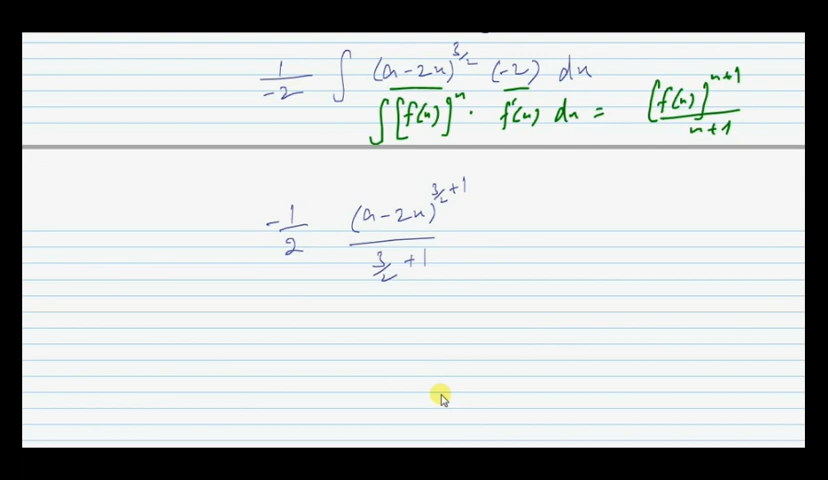 1/-2 ∫ (a-2x)^3/2 (-2) dx
∫[f(x)]^n . f'(x) dx = [f(x)]^n+1 / n+1
-1/2 (a-2x)^3/2+1 / 3/2+1